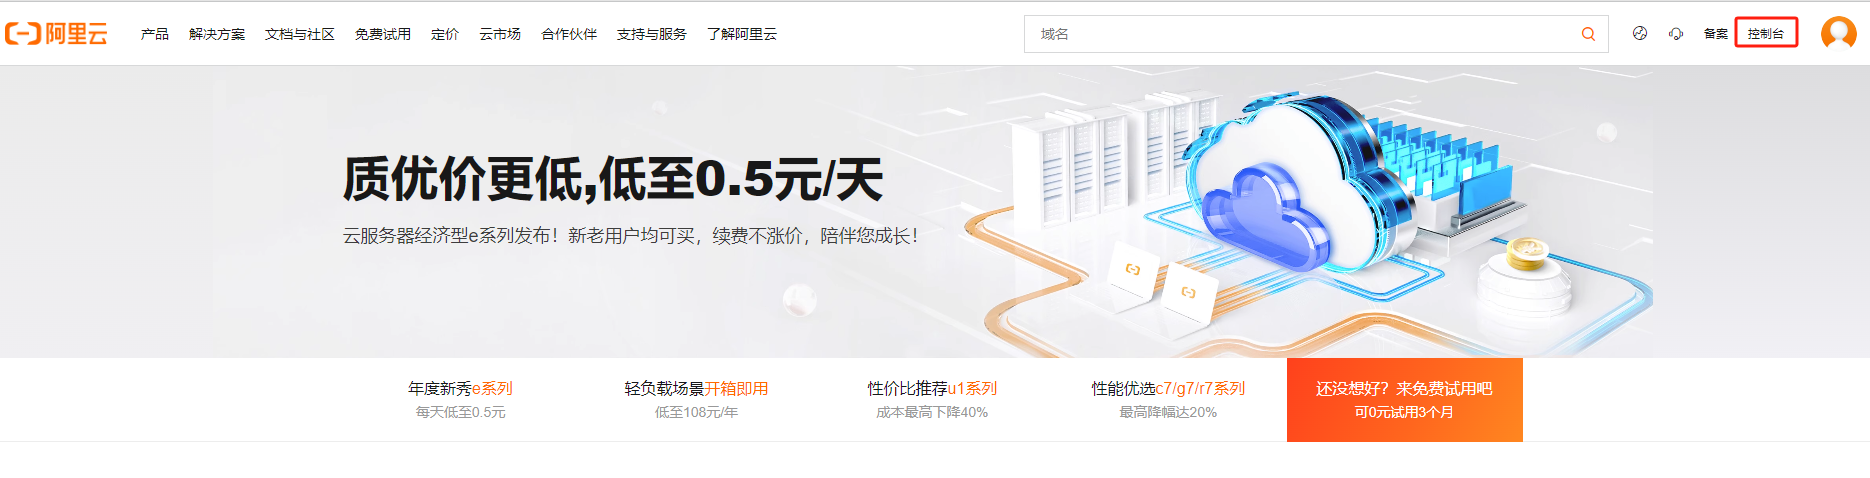 阿里云 产品 解决方案 文档与社区 免费试用 定价 云市场 合作伙伴 支持与服务 了解阿里云 域名 备案 控制台
质优价更低,低至0.5元/天
云服务器经济型e系列发布！新老用户均可买，续费不涨价，陪伴您成长！
年度新秀e系列
每天低至0.5元
轻负载场景开箱即用
低至108元/年
性价比推荐u1系列
成本最高下降40%
性能优选c7/g7/r7系列
最高降幅达20%
还没想好？来免费试用吧
可0元试用3个月